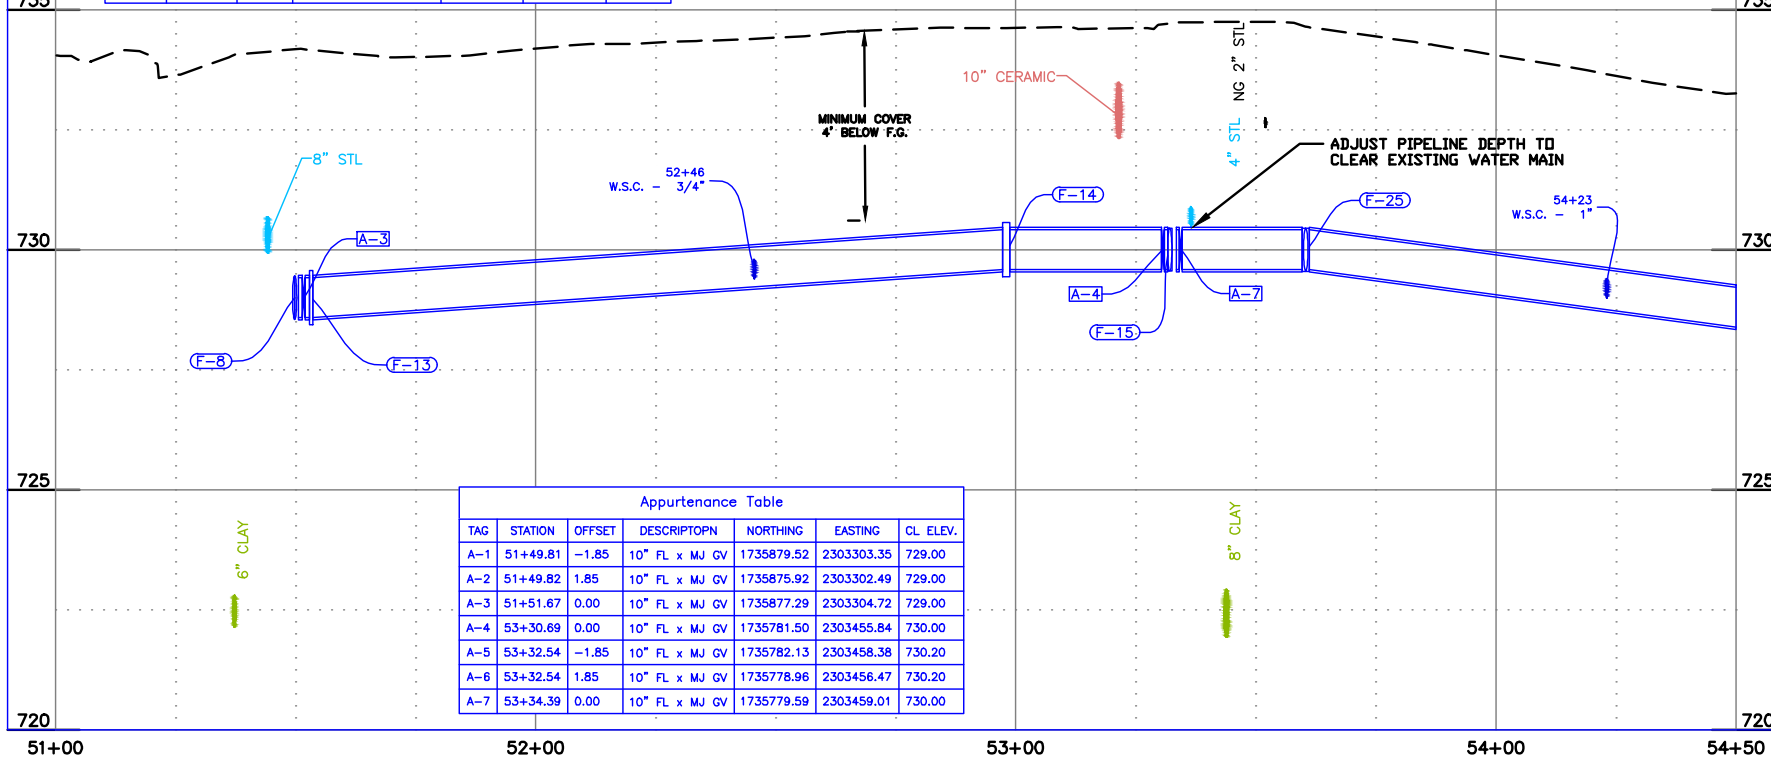 735
735
10" CERAMIC
NG 2" STL
4" STL
MINIMUM COVER
4' BELOW F.G.
ADJUST PIPELINE DEPTH TO
CLEAR EXISTING WATER MAIN
8" STL
52+46
W.S.C. - 3/4"
F-14
F-25
54+23
W.S.C. - 1"
730
730
A-3
A-4
A-7
F-15
F-8
F-13
725
725
6" CLAY
8" CLAY
Appurtenance Table
TAG STATION OFFSET DESCRIPTOPN NORTHING EASTING CL ELEV.
A-1 51+49.81 -1.85 10" FL x MJ GV 1735879.52 2303303.35 729.00
A-2 51+49.82 1.85 10" FL x MJ GV 1735875.92 2303302.49 729.00
A-3 51+51.67 0.00 10" FL x MJ GV 1735877.29 2303304.72 729.00
A-4 53+30.69 0.00 10" FL x MJ GV 1735781.50 2303455.84 730.00
A-5 53+32.54 -1.85 10" FL x MJ GV 1735782.13 2303458.38 730.20
A-6 53+32.54 1.85 10" FL x MJ GV 1735778.96 2303456.47 730.20
A-7 53+34.39 0.00 10" FL x MJ GV 1735779.59 2303459.01 730.00
720
720
51+00 52+00 53+00 54+00 54+50